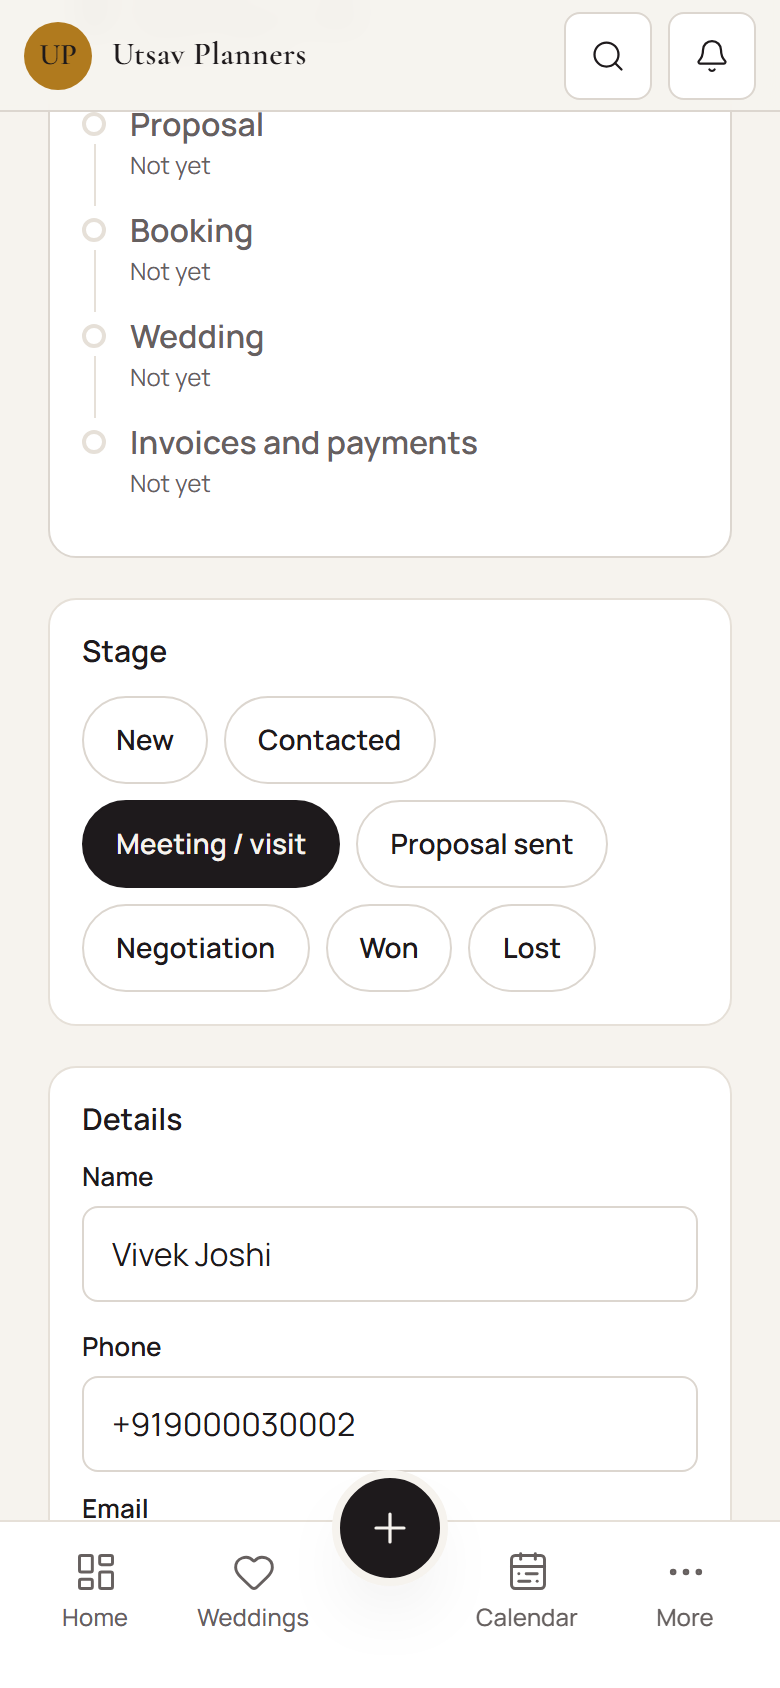 UP Utsav Planners
Proposal
Not yet
Booking
Not yet
Wedding
Not yet
Invoices and payments
Not yet
Stage
New Contacted
Meeting / visit Proposal sent
Negotiation Won Lost
Details
Name
Vivek Joshi
Phone
+919000030002
Email
Home Weddings Calendar More